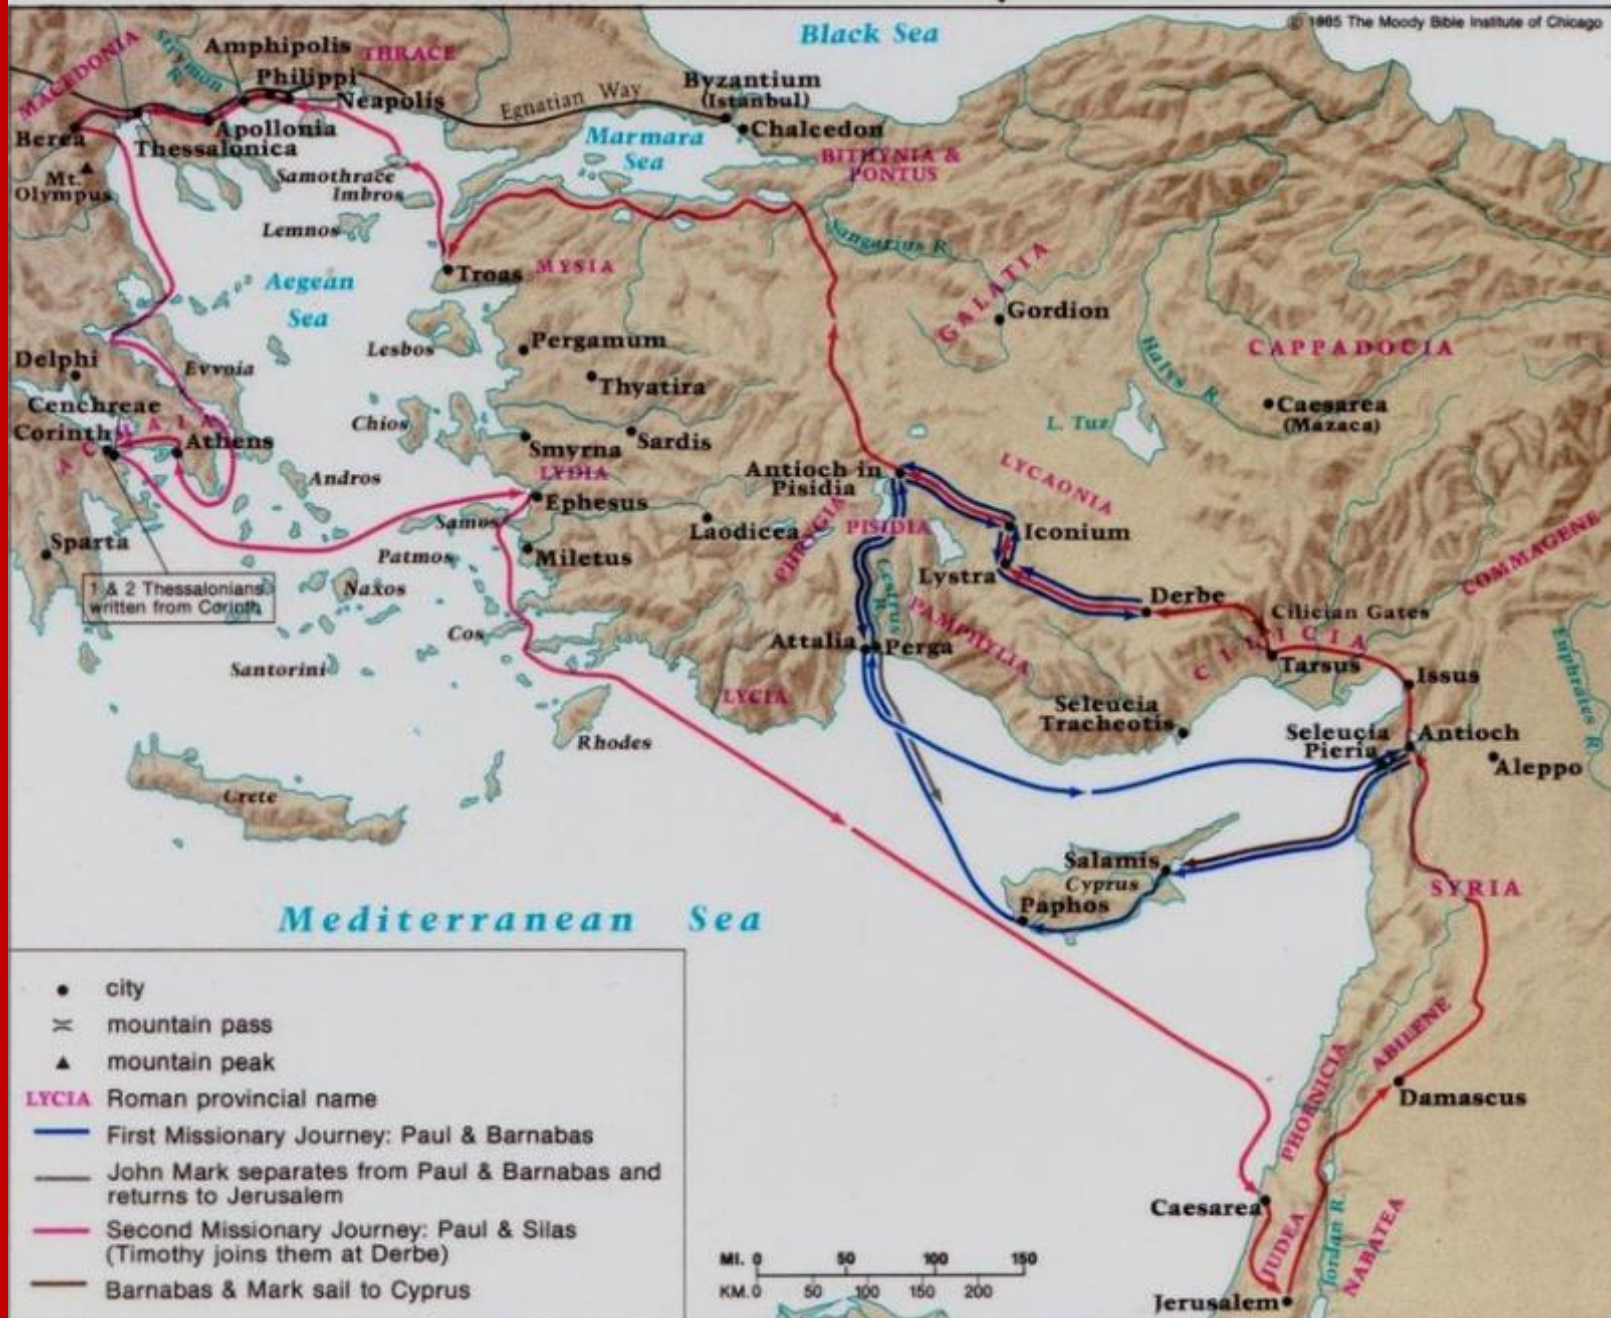 © 1985 The Moody Bible Institute of Chicago
Black Sea
MACEDONIA
Strymon
R.
Amphipolis
THRACE
Philippi
Neapolis
Egnatian Way
Byzantium
(Istanbul)
Chalcedon
Berea
Apollonia
Thessalonica
Marmara
Sea
BITHYNIA &
PONTUS
Mt.
Olympus
Samothrace
Imbros
Lemnos
Sangarius R.
Troas
MYSIA
Aegean
Sea
GALATIA
Gordion
Halys R.
CAPPADOCIA
Delphi
Evvoia
Lesbos
Pergamum
Thyatira
Cenchreae
Corinth
Athens
Chios
Smyrna
Sardis
LYDIA
L. Tuz
Caesarea
(Mazaca)
Andros
Antioch in
Pisidia
LYCAONIA
Ephesus
Samos
Laodicea
PHRYGIA
PISIDIA
Iconium
Sparta
Patmos
Miletus
Lystra
COMMAGENE
1 & 2 Thessalonians
written from Corinth
Naxos
Cestrus
R.
PAMPHYLIA
Derbe
Cilician Gates
CILICIA
Cos
Attalia
Perga
Tarsus
Issus
Euphrates R.
Santorini
LYCIA
Seleucia
Tracheotis
Rhodes
Seleucia
Pieria
Antioch
Aleppo
Crete
Salamis
Cyprus
Paphos
SYRIA
Mediterranean Sea
ABILENE
PHOENICIA
Damascus
Caesarea
JUDEA
Jordan R.
NABATEA
Jerusalem
city
mountain pass
mountain peak
LYCIA Roman provincial name
First Missionary Journey: Paul & Barnabas
John Mark separates from Paul & Barnabas and
returns to Jerusalem
Second Missionary Journey: Paul & Silas
(Timothy joins them at Derbe)
Barnabas & Mark sail to Cyprus
MI. 0 50 100 150
KM. 0 50 100 150 200